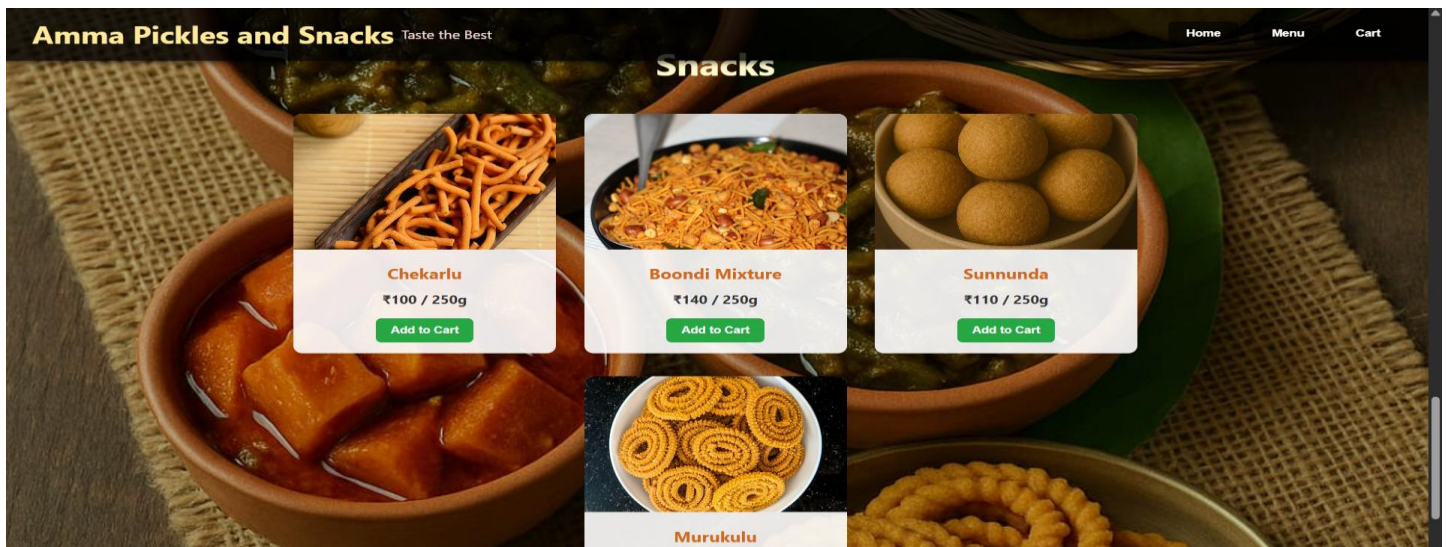 Amma Pickles and Snacks Taste the Best Home Menu Cart
Snacks
Chekarlu Boondi Mixture Sunnunda
₹100 / 250g ₹140 / 250g ₹110 / 250g
Add to Cart Add to Cart Add to Cart
Murukulu